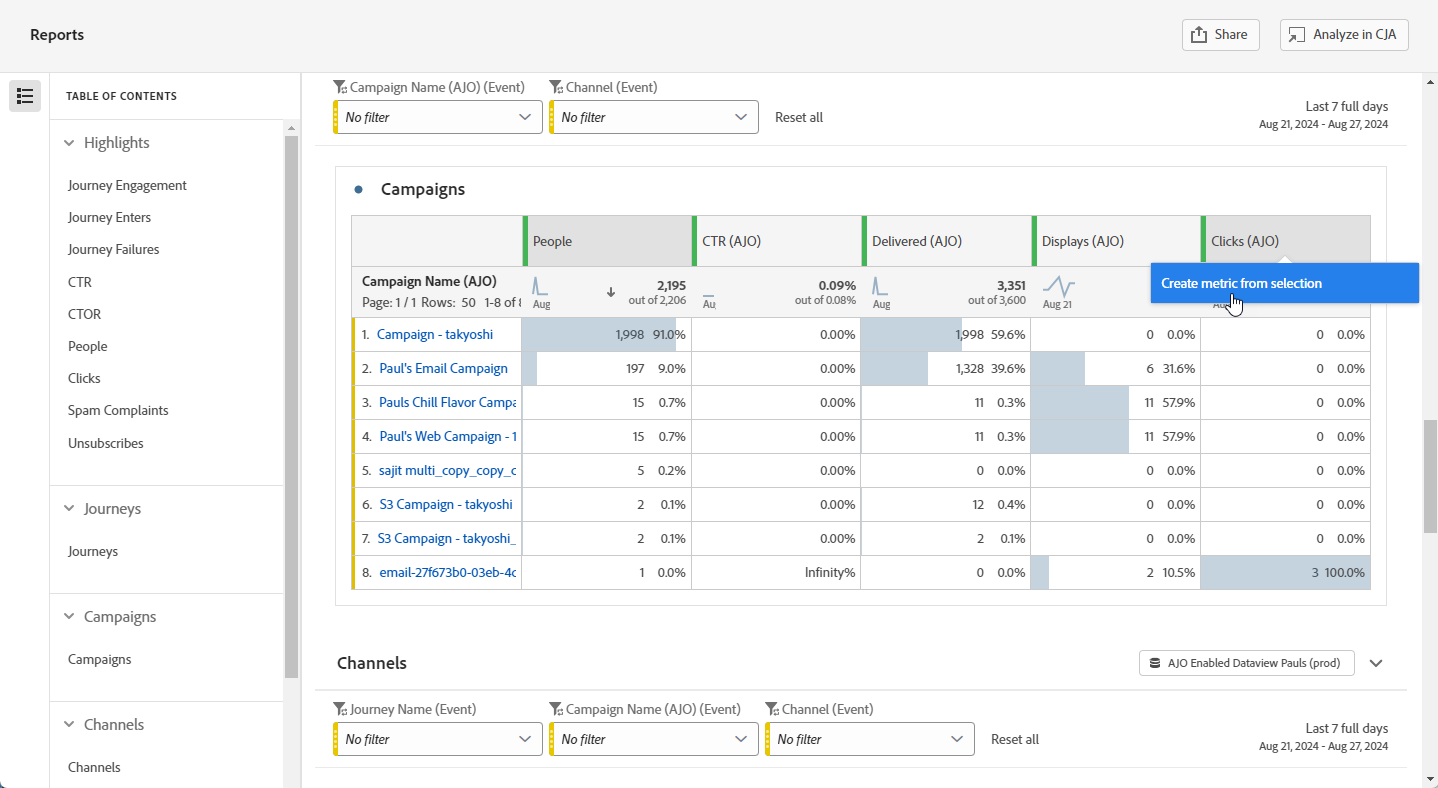 Reports
Share
Analyze in CJA
TABLE OF CONTENTS
Highlights
Journey Engagement
Journey Enters
Journey Failures
CTR
CTOR
People
Clicks
Spam Complaints
Unsubscribes
Journeys
Journeys
Campaigns
Campaigns
Channels
Channels
Campaign Name (AJO) (Event) Channel (Event)
No filter No filter Reset all
Last 7 full days
Aug 21, 2024 - Aug 27, 2024
Campaigns
People CTR (AJO) Delivered (AJO) Displays (AJO) Clicks (AJO)
Create metric from selection
Campaign Name (AJO)
Page: 1 / 1 Rows: 50 1-8 of
Aug 2,195 out of 2,206
Au 0.09% out of 0.08%
Aug 3,351 out of 3,600
Aug 21
1. Campaign - takyoshi 1,998 91.0% 0.00% 1,998 59.6% 0 0.0% 0 0.0%
2. Paul's Email Campaign 197 9.0% 0.00% 1,328 39.6% 6 31.6% 0 0.0%
3. Pauls Chill Flavor Campa 15 0.7% 0.00% 11 0.3% 11 57.9% 0 0.0%
4. Paul's Web Campaign - 1 15 0.7% 0.00% 11 0.3% 11 57.9% 0 0.0%
5. sajit multi_copy_copy_c 5 0.2% 0.00% 0 0.0% 0 0.0% 0 0.0%
6. S3 Campaign - takyoshi 2 0.1% 0.00% 12 0.4% 0 0.0% 0 0.0%
7. S3 Campaign - takyoshi_ 2 0.1% 0.00% 2 0.1% 0 0.0% 0 0.0%
8. email-27f673b0-03eb-4c 1 0.0% Infinity% 0 0.0% 2 10.5% 3 100.0%
Channels
AJO Enabled Dataview Pauls (prod)
Journey Name (Event) Campaign Name (AJO) (Event) Channel (Event)
No filter No filter No filter Reset all
Last 7 full days
Aug 21, 2024 - Aug 27, 2024